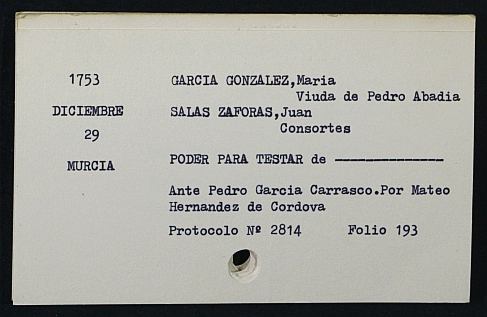 1753 GARCIA GONZALEZ,Maria
Viuda de Pedro Abadia
DICIEMBRE SALAS ZAFORAS,Juan
29 Consortes
MURCIA PODER PARA TESTAR de --------------
Ante Pedro Garcia Carrasco.Por Mateo
Hernandez de Cordova
Protocolo Nº 2814 Folio 193